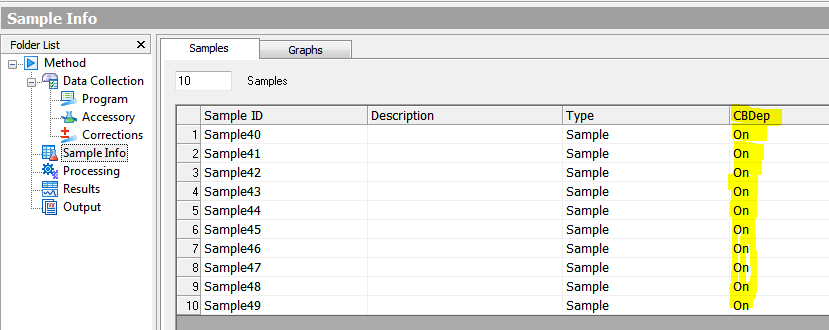 Sample Info
Folder List
Method
Data Collection
Program
Accessory
Corrections
Sample Info
Processing
Results
Output
Samples Graphs
10 Samples
Sample ID Description Type CBDep
1 Sample40 Sample On
2 Sample41 Sample On
3 Sample42 Sample On
4 Sample43 Sample On
5 Sample44 Sample On
6 Sample45 Sample On
7 Sample46 Sample On
8 Sample47 Sample On
9 Sample48 Sample On
10 Sample49 Sample On